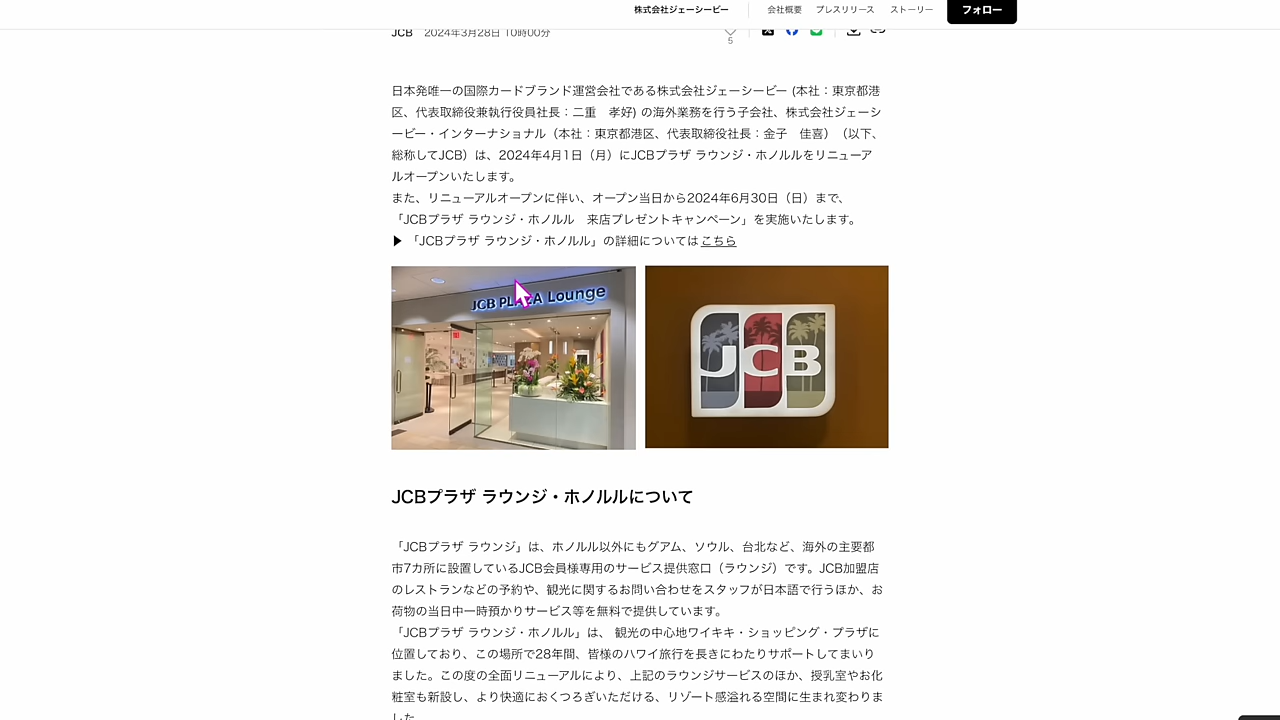 株式会社ジェーシービー 会社概要 プレスリリース ストーリー フォロー
JCB 2024年3月28日 10時00分
5
日本発唯一の国際カードブランド運営会社である株式会社ジェーシービー (本社：東京都港
区、代表取締役兼執行役員社長：二重　孝好) の海外業務を行う子会社、株式会社ジェーシ
ービー・インターナショナル（本社：東京都港区、代表取締役社長：金子　佳喜）（以下、
総称してJCB）は、2024年4月1日（月）にJCBプラザ ラウンジ・ホノルルをリニューア
ルオープンいたします。
また、リニューアルオープンに伴い、オープン当日から2024年6月30日（日）まで、
「JCBプラザ ラウンジ・ホノルル　来店プレゼントキャンペーン」を実施いたします。
▶ 「JCBプラザ ラウンジ・ホノルル」の詳細についてはこちら
JCB PLAZA Lounge
JCB
JCBプラザ ラウンジ・ホノルルについて
「JCBプラザ ラウンジ」は、ホノルル以外にもグアム、ソウル、台北など、海外の主要都
市7カ所に設置しているJCB会員様専用のサービス提供窓口（ラウンジ）です。JCB加盟店
のレストランなどの予約や、観光に関するお問い合わせをスタッフが日本語で行うほか、お
荷物の当日中一時預かりサービス等を無料で提供しています。
「JCBプラザ ラウンジ・ホノルル」は、 観光の中心地ワイキキ・ショッピング・プラザに
位置しており、この場所で28年間、皆様のハワイ旅行を長きにわたりサポートしてまいり
ました。この度の全面リニューアルにより、上記のラウンジサービスのほか、授乳室やお化
粧室も新設し、より快適におくつろぎいただける、リゾート感溢れる空間に生まれ変わりま
した